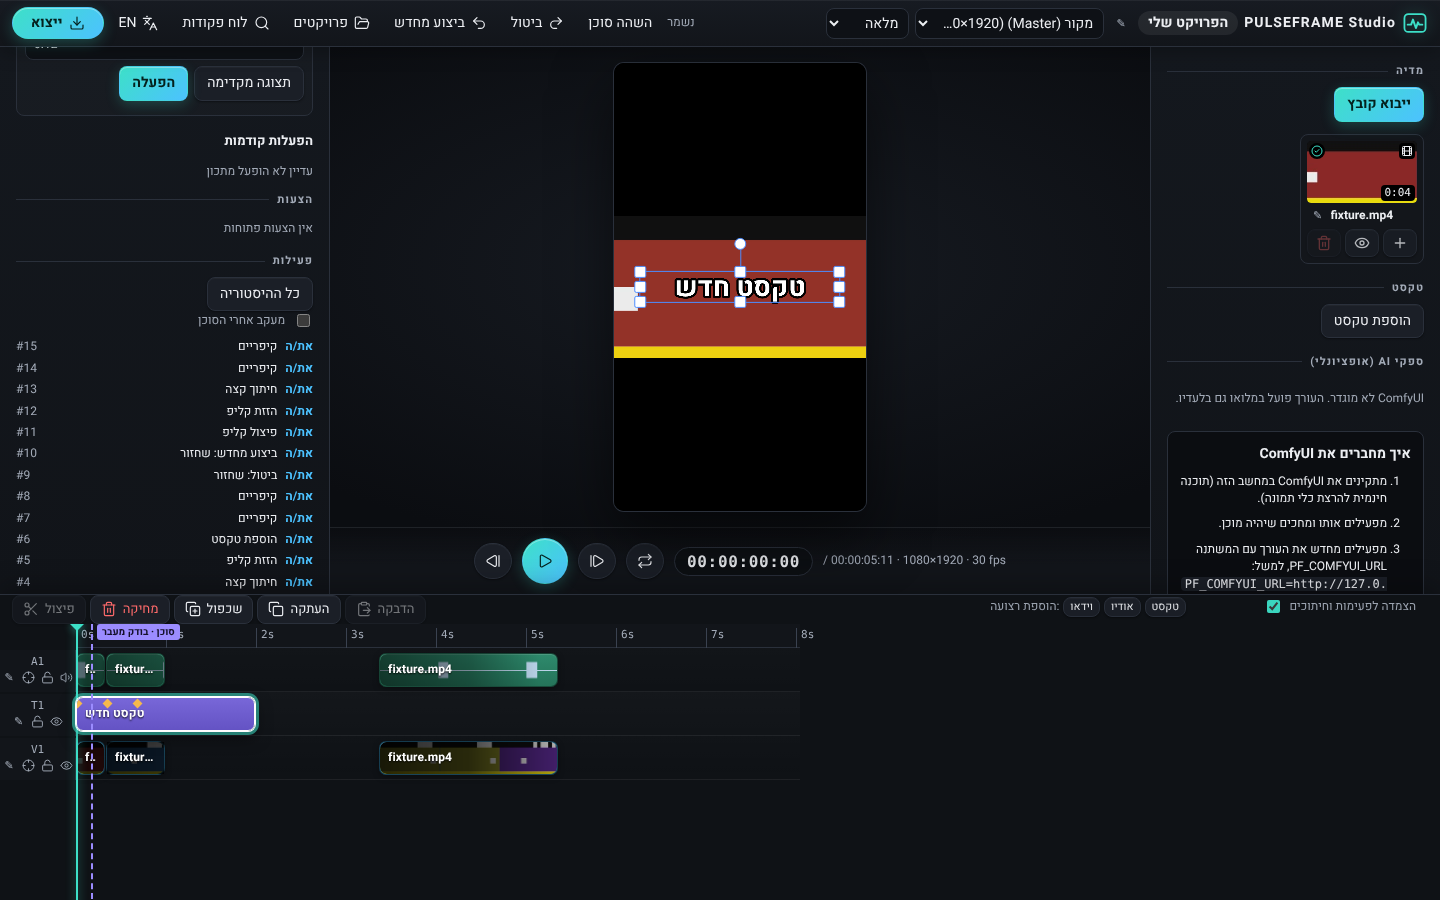 PULSEFRAME Studio
הפרויקט שלי
מקור (Master) (1920×0...
מלאה
נשמר
השהה סוכן
ביטול
ביצוע מחדש
פרויקטים
לוח פקודות
EN
ייצוא
מדיה
ייבוא קובץ
0:04
fixture.mp4
טקסט
הוספת טקסט
ספקי AI (אופציונלי)
ComfyUI לא מוגדר. העורך פועל במלואו גם בלעדיו.
איך מחברים את ComfyUI
1. מתקינים את ComfyUI במחשב הזה (תוכנה
חינמית להרצת כלי תמונה).
2. מפעילים אותו ומחכים שיהיה מוכן.
3. מפעילים מחדש את העורך עם המשתנה
PF_COMFYUI_URL, למשל:
PF_COMFYUI_URL=http://127.0.
טקסט חדש
00:00:00:00
/ 00:00:05:11 · 1080×1920 · 30 fps
תצוגה מקדימה
הפעלה
הפעלות קודמות
עדיין לא הופעל מתכון
הצעות
אין הצעות פתוחות
פעילות
כל ההיסטוריה
מעקב אחרי הסוכן
את/ה קיפריים #15
את/ה קיפריים #14
את/ה חיתוך קצה #13
את/ה הזזת קליפ #12
את/ה פיצול קליפ #11
את/ה ביצוע מחדש: שחזור #10
את/ה ביטול: שחזור #9
את/ה קיפריים #8
את/ה קיפריים #7
את/ה הוספת טקסט #6
את/ה הזזת קליפ #5
את/ה חיתוך קצה #4
הצמדה לפעימות וחיתוכים
הוספת רצועה:
טקסט
אודיו
וידאו
הדבקה
העתקה
שכפול
מחיקה
פיצול
0s
סוכן · בודק מעבר
2s
3s
4s
5s
6s
7s
8s
A1
f...
fixtur...
fixture.mp4
T1
טקסט חדש
V1
f...
fixtur...
fixture.mp4